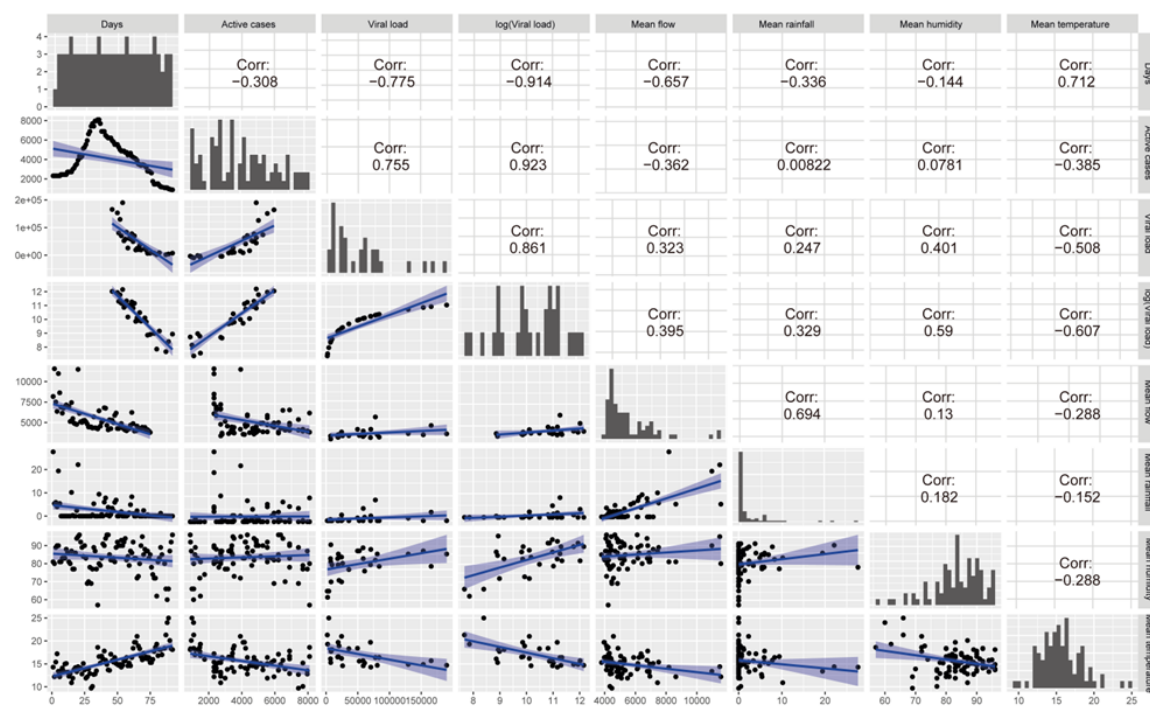 Days Active cases Viral load log(Viral load) Mean flow Mean rainfall Mean humidity Mean temperature
4
3
2
1
0
Corr: Corr: Corr: Corr: Corr: Corr: Corr:
−0.308 −0.775 −0.914 −0.657 −0.336 −0.144 0.712
Days
8000
6000
4000
2000
Corr: Corr: Corr: Corr: Corr: Corr:
0.755 0.923 −0.362 0.00822 0.0781 −0.385
Active cases
2e+05
1e+05
0e+00
Corr: Corr: Corr: Corr: Corr:
0.861 0.323 0.247 0.401 −0.508
Viral load
12
11
10
9
8
Corr: Corr: Corr: Corr:
0.395 0.329 0.59 −0.607
log(Viral load)
10000
7500
5000
Corr: Corr: Corr:
0.694 0.13 −0.288
Mean flow
20
10
0
Corr: Corr:
0.182 −0.152
Mean rainfall
90
80
70
60
Corr:
−0.288
Mean humidity
25
20
15
10
Mean temperature
0 25 50 75 2000 4000 6000 8000 0 50000 100000 150000 8 9 10 11 12 4000 6000 8000 10000 0 10 20 60 70 80 90 10 15 20 25